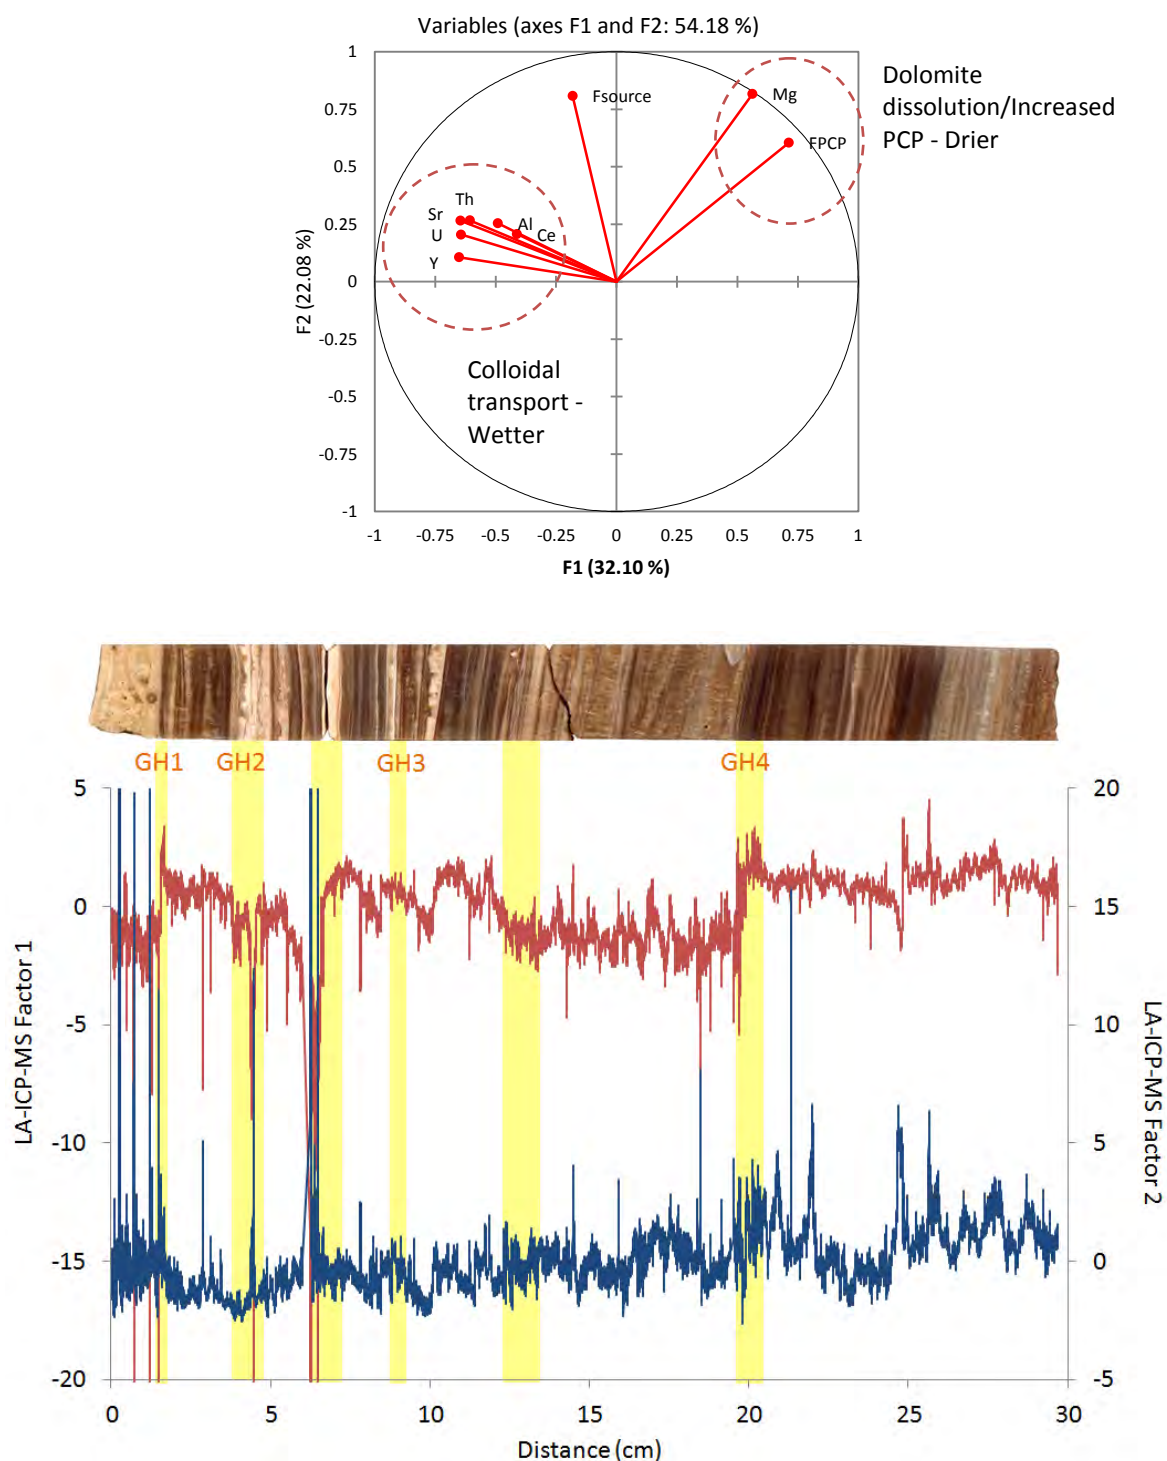 Variables (axes F1 and F2: 54.18 %)
1
0.75
0.5
0.25
0
-0.25
-0.5
-0.75
-1
F2 (22.08 %)
Fsource
Mg
FPCP
Th
Sr
Al
U
Ce
Y
Dolomite
dissolution/Increased
PCP - Drier
Colloidal
transport -
Wetter
-1 -0.75 -0.5 -0.25 0 0.25 0.5 0.75 1
F1 (32.10 %)
GH1 GH2 GH3 GH4
5
0
-5
-10
-15
-20
LA-ICP-MS Factor 1
20
15
10
5
0
-5
LA-ICP-MS Factor 2
0 5 10 15 20 25 30
Distance (cm)